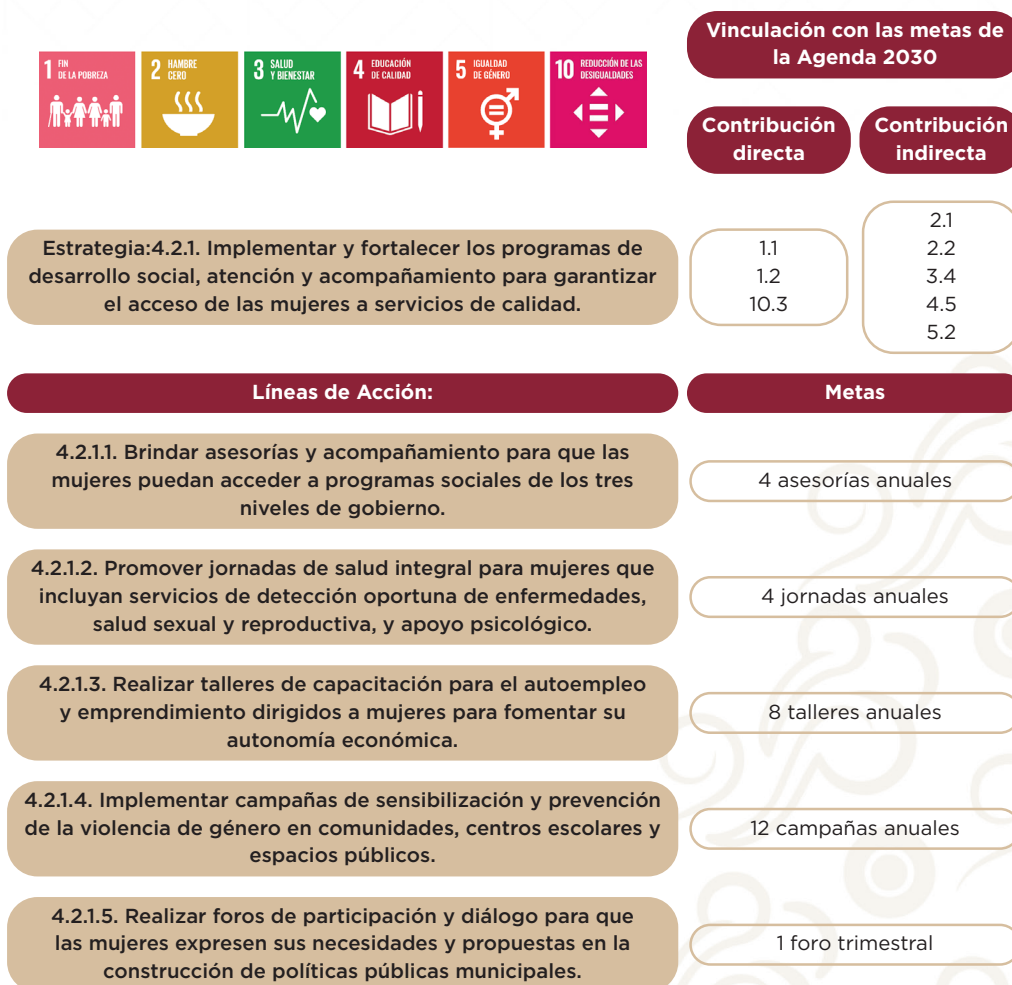 Vinculación con las metas de
la Agenda 2030
1 FIN
DE LA POBREZA
2 HAMBRE
CERO
3 SALUD
Y BIENESTAR
4 EDUCACIÓN
DE CALIDAD
5 IGUALDAD
DE GÉNERO
10 REDUCCIÓN DE LAS
DESIGUALDADES
Contribución
directa
Contribución
indirecta
Estrategia:4.2.1. Implementar y fortalecer los programas de
desarrollo social, atención y acompañamiento para garantizar
el acceso de las mujeres a servicios de calidad.
1.1
1.2
10.3
2.1
2.2
3.4
4.5
5.2
Líneas de Acción:
Metas
4.2.1.1. Brindar asesorías y acompañamiento para que las
mujeres puedan acceder a programas sociales de los tres
niveles de gobierno.
4 asesorías anuales
4.2.1.2. Promover jornadas de salud integral para mujeres que
incluyan servicios de detección oportuna de enfermedades,
salud sexual y reproductiva, y apoyo psicológico.
4 jornadas anuales
4.2.1.3. Realizar talleres de capacitación para el autoempleo
y emprendimiento dirigidos a mujeres para fomentar su
autonomía económica.
8 talleres anuales
4.2.1.4. Implementar campañas de sensibilización y prevención
de la violencia de género en comunidades, centros escolares y
espacios públicos.
12 campañas anuales
4.2.1.5. Realizar foros de participación y diálogo para que
las mujeres expresen sus necesidades y propuestas en la
construcción de políticas públicas municipales.
1 foro trimestral